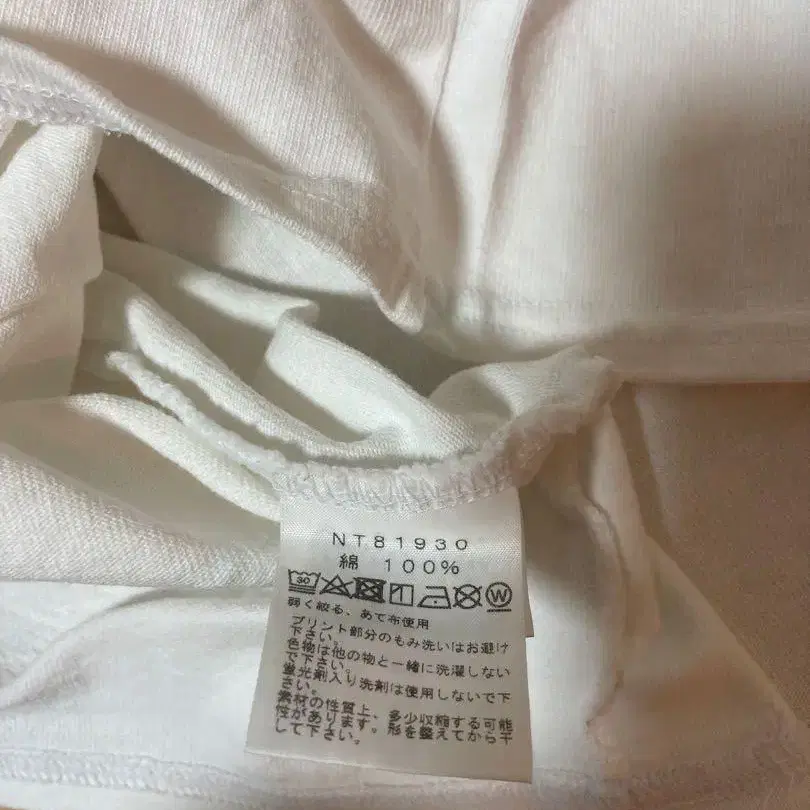 NT81930
綿 100%
30 W
弱く絞る、あて布使用
プリント部分のもみ洗いはお避け
下さい。
色物は他の物と一緒に洗濯しない
で下さい。
蛍光剤入り洗剤は使用しないで下
さい。
素材の性質上、多少収縮する可能
性があります。形を整えてから干
して下さい。